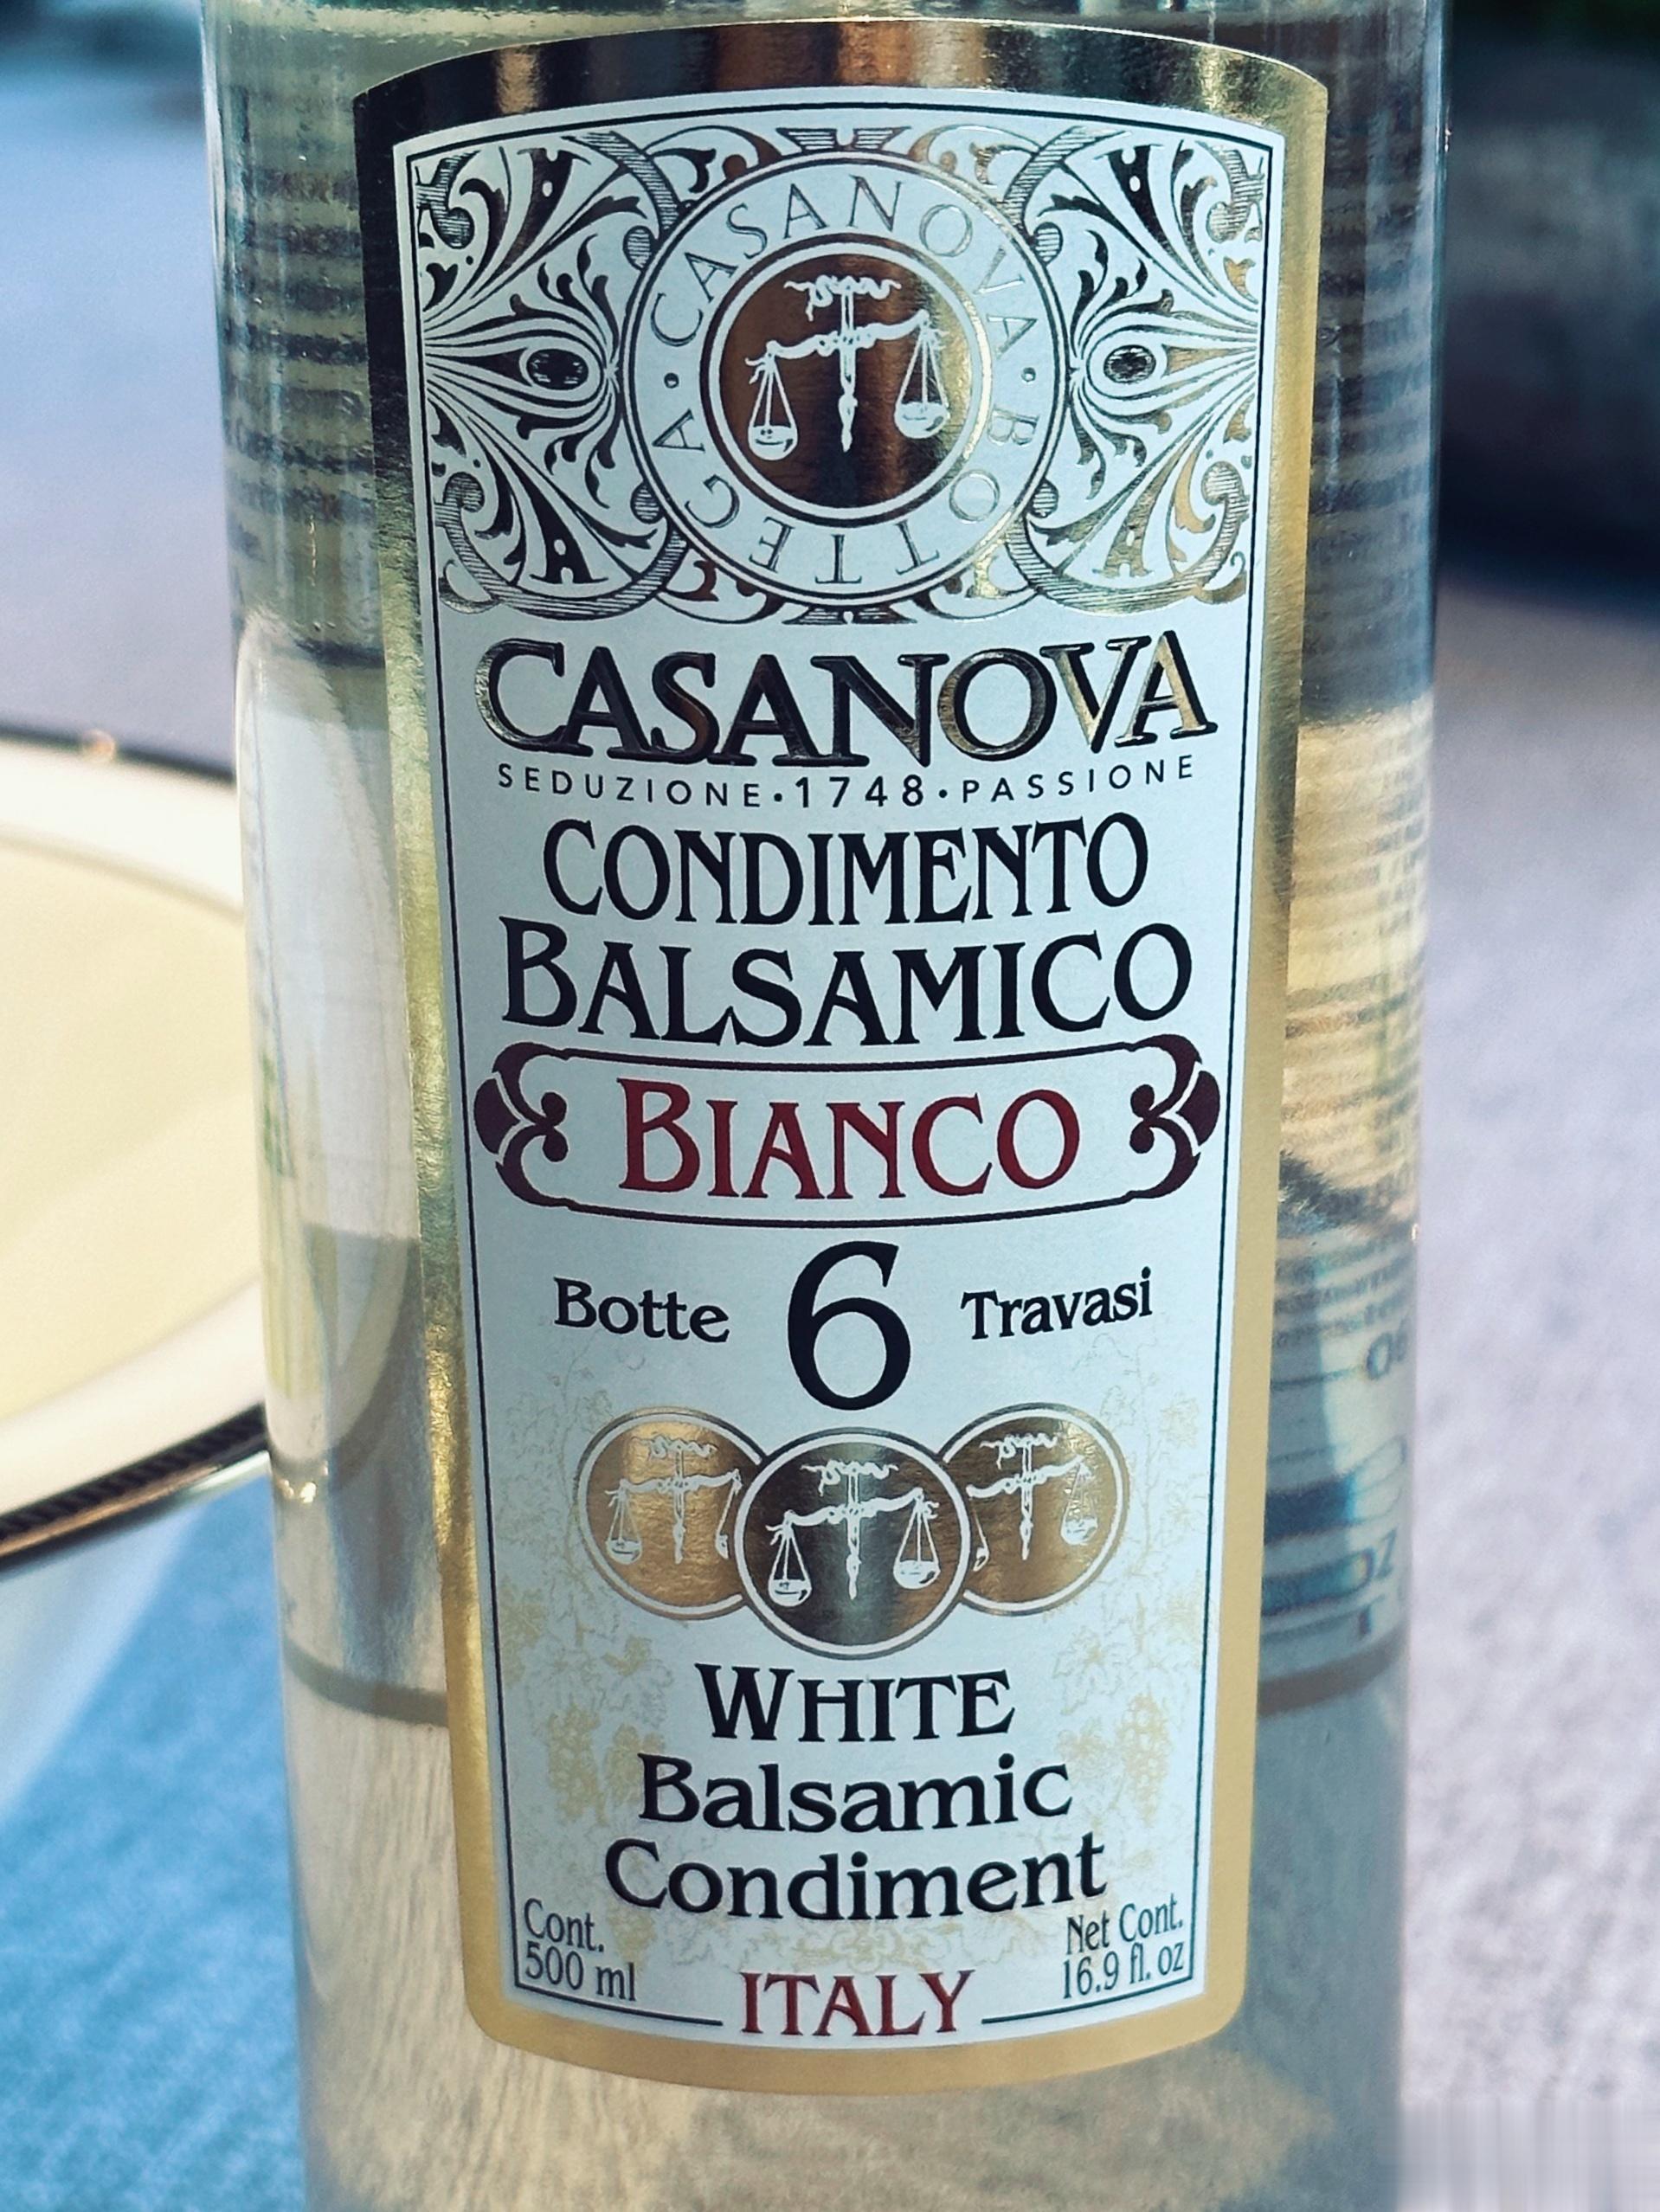 CASANOVA • BOTTEGA •
CASANOVA
SEDUZIONE•1748•PASSIONE
CONDIMENTO
BALSAMICO
BIANCO
Botte 6 Travasi
WHITE
Balsamic
Condiment
Cont.
500 ml
Net Cont.
16.9 fl. oz
ITALY